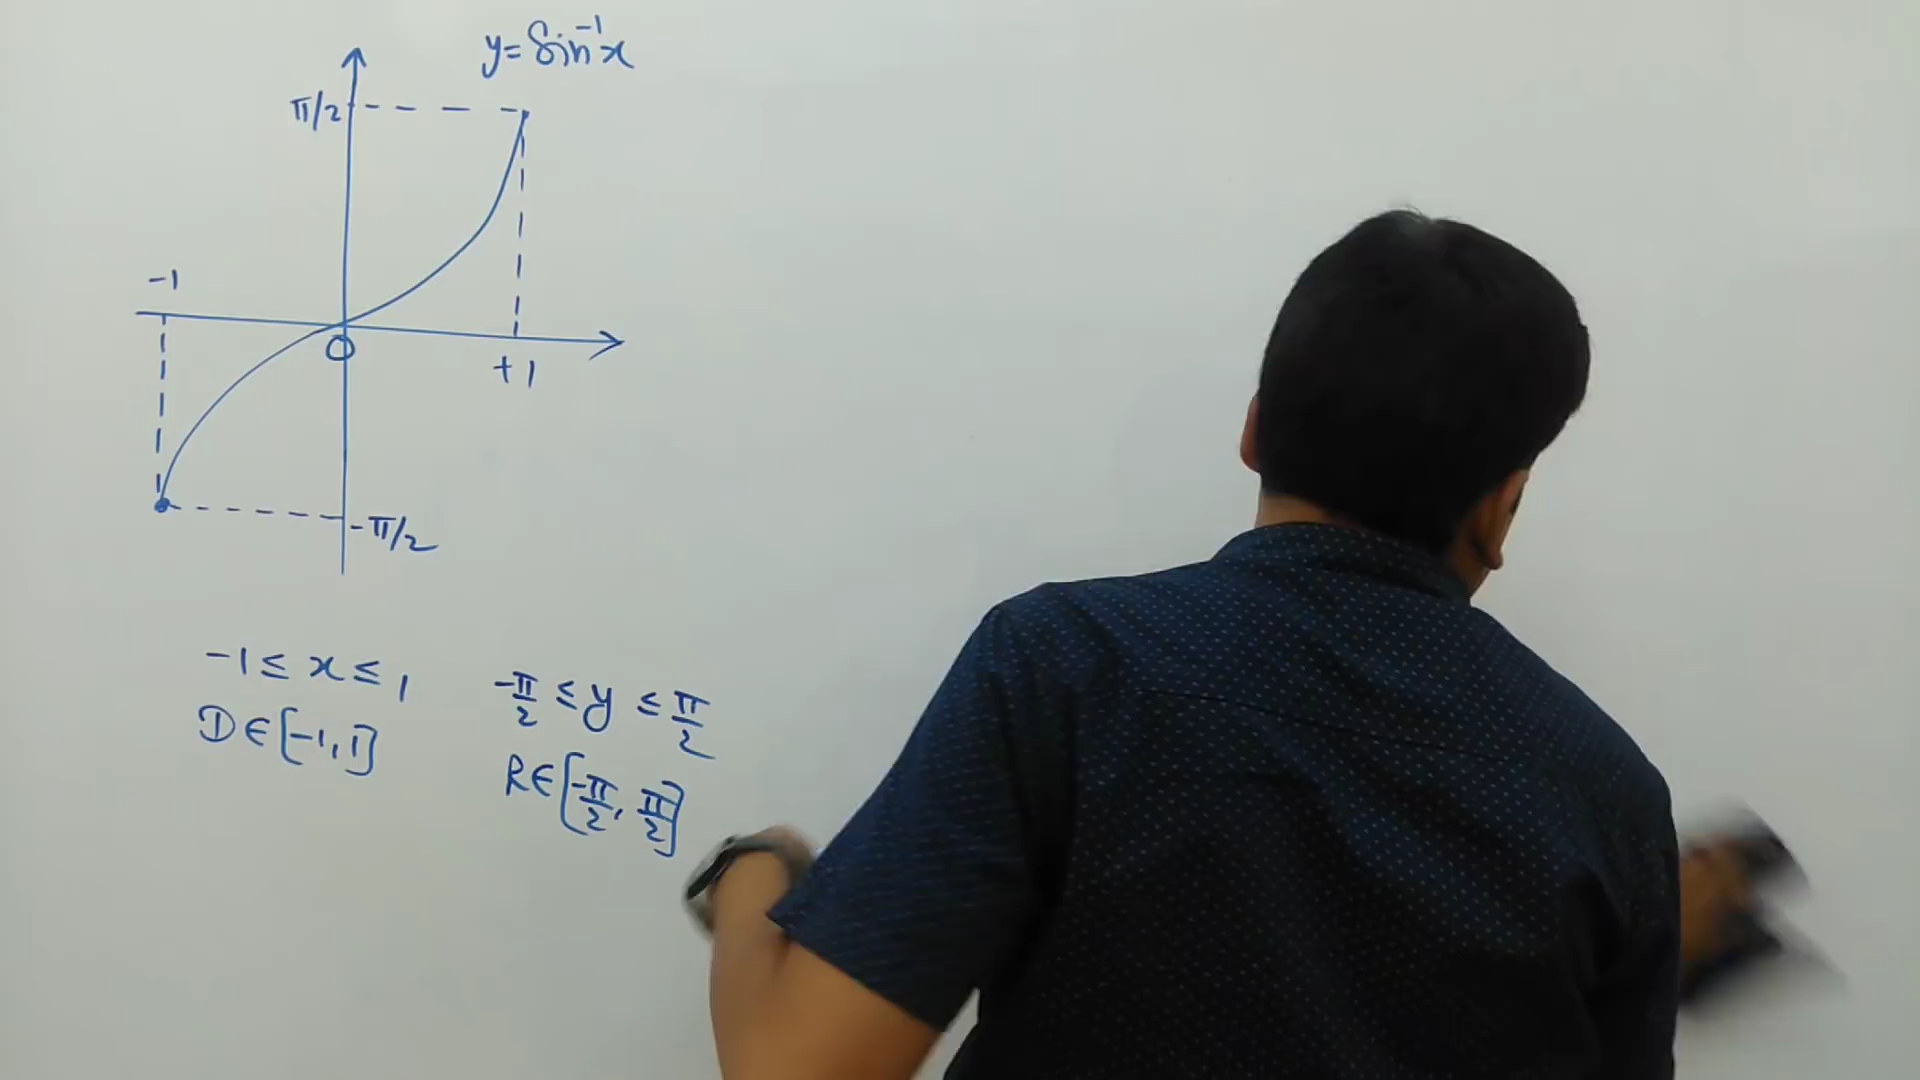 y=Sin⁻¹x
π/2
-1
O
+1
-π/2
-1 ≤ x ≤ 1
-π/2 ≤ y ≤ π/2
D∈[-1,1]
R∈[-π/2, π/2]